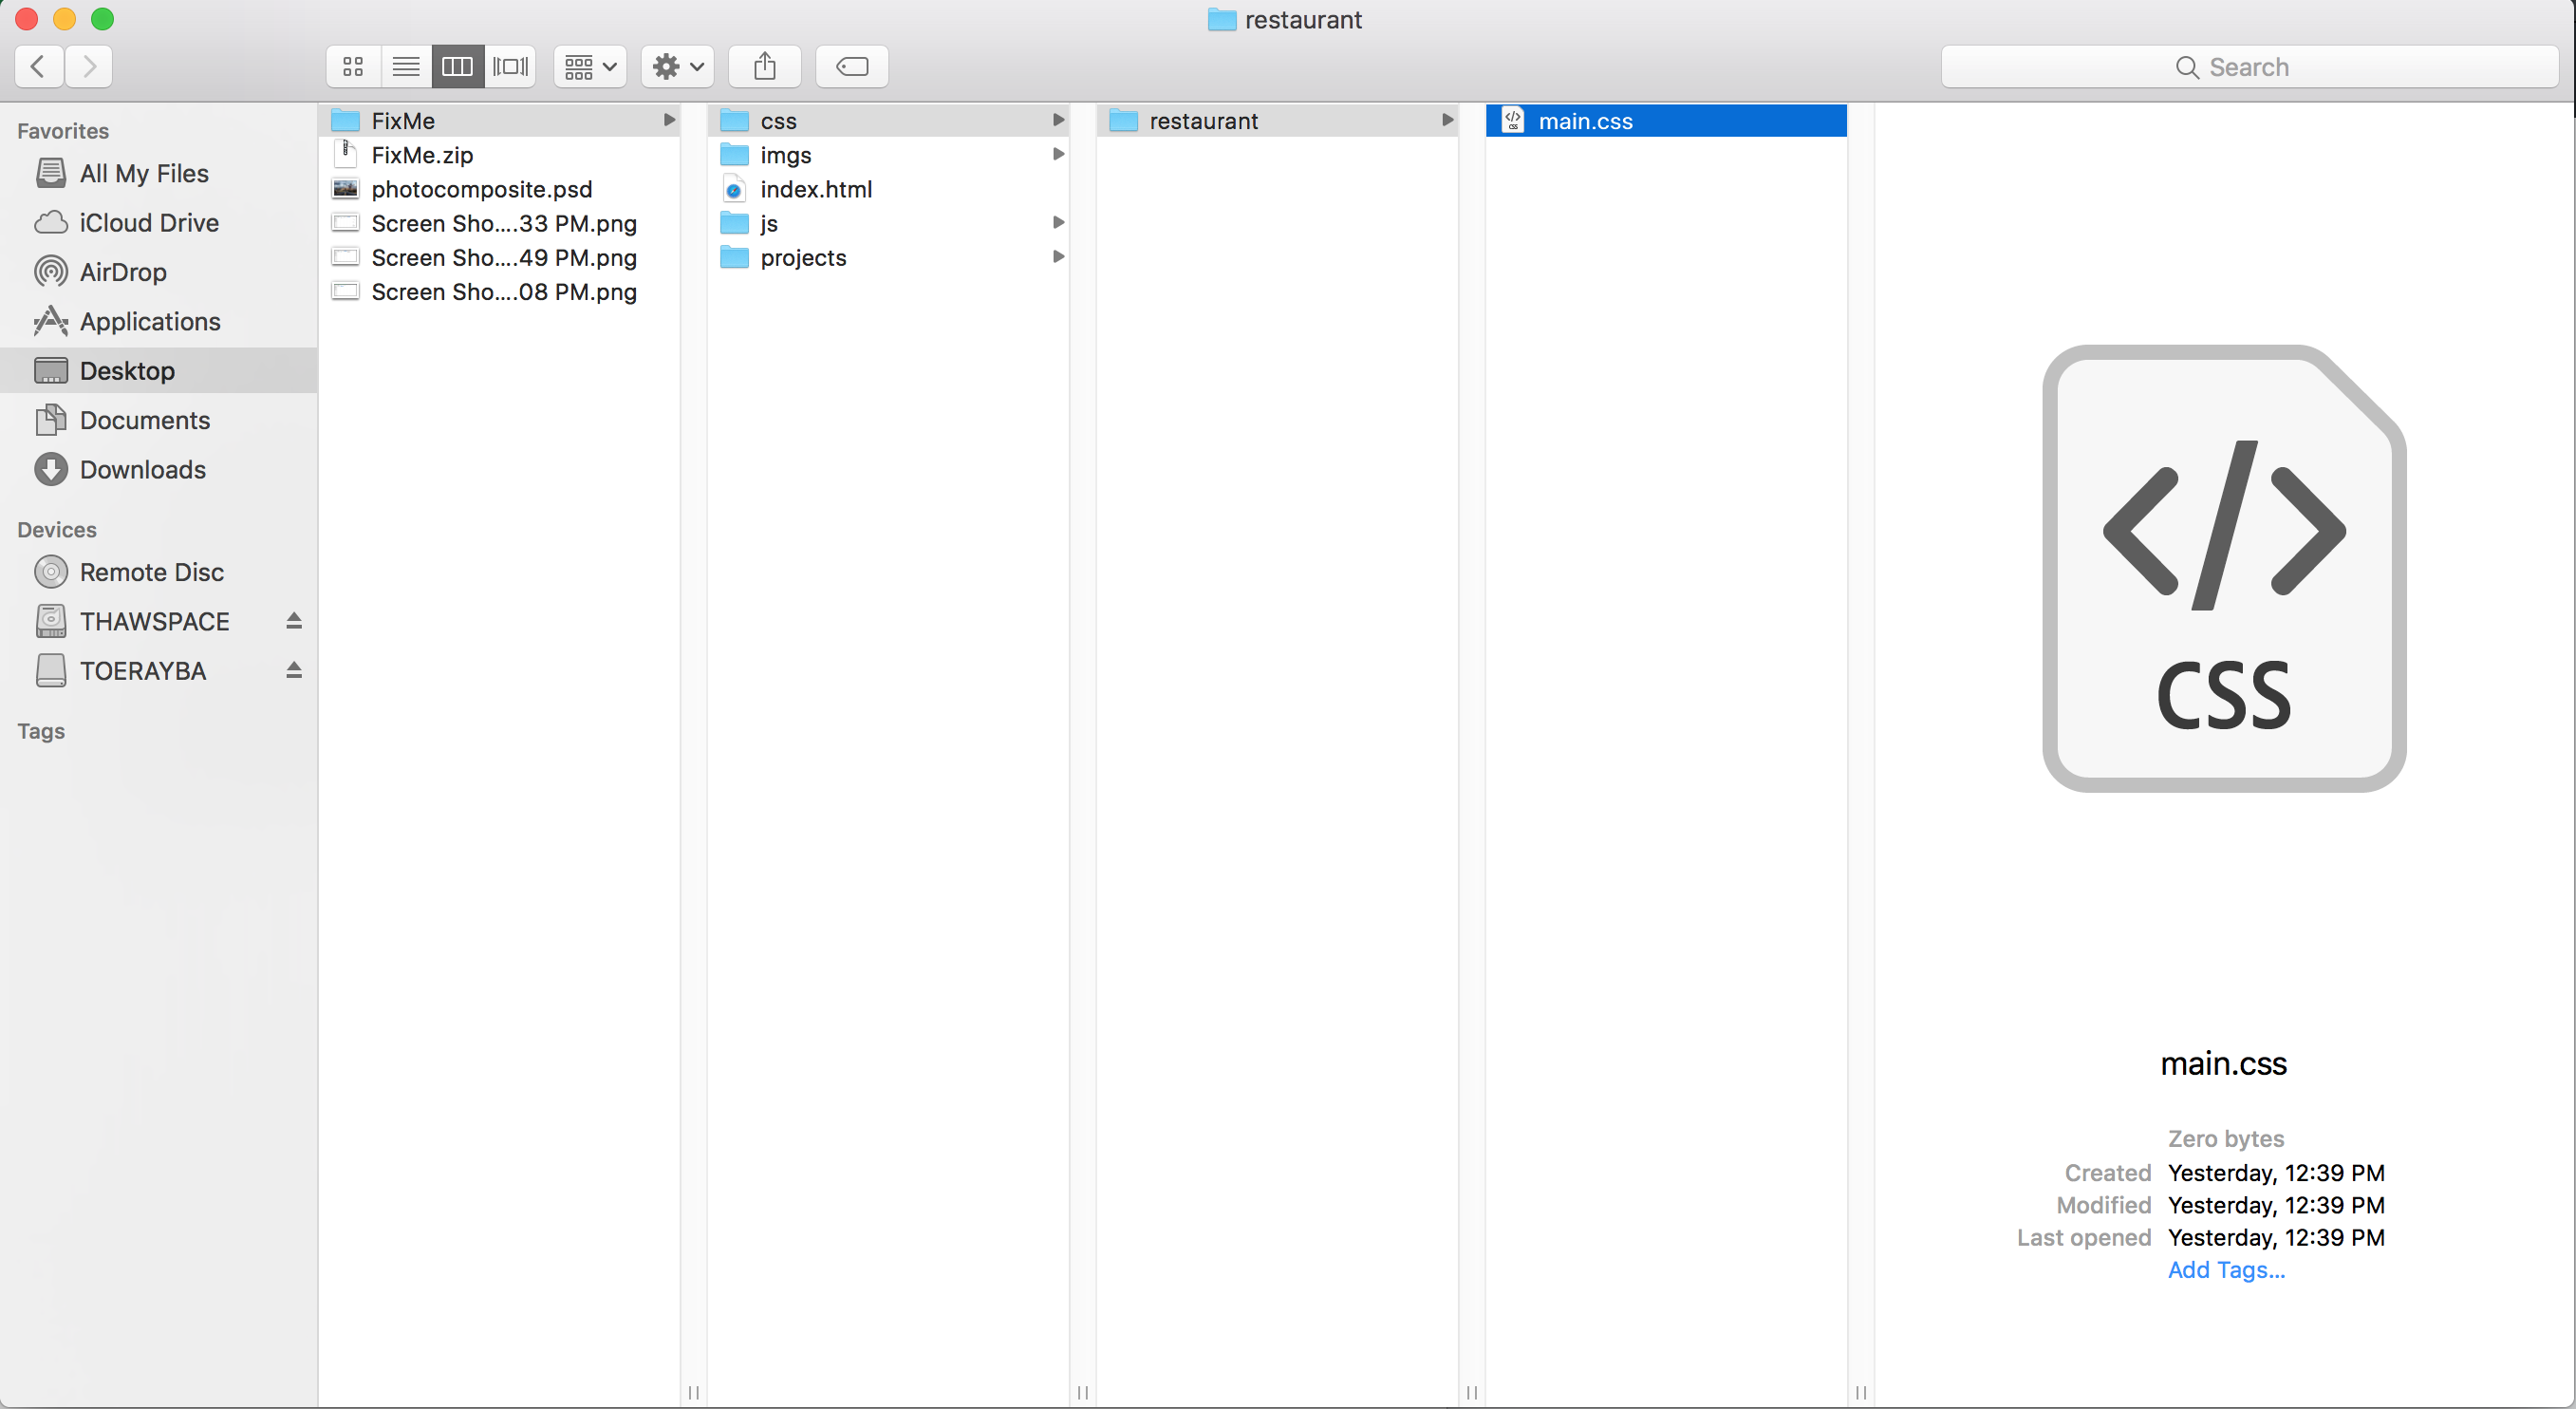 restaurant
Search
Favorites
All My Files
iCloud Drive
AirDrop
Applications
Desktop
Documents
Downloads
Devices
Remote Disc
THAWSPACE
TOERAYBA
Tags
FixMe
FixMe.zip
photocomposite.psd
Screen Sho....33 PM.png
Screen Sho....49 PM.png
Screen Sho....08 PM.png
css
imgs
index.html
js
projects
restaurant
main.css
</>
CSS
main.css
Zero bytes
Created Yesterday, 12:39 PM
Modified Yesterday, 12:39 PM
Last opened Yesterday, 12:39 PM
Add Tags...